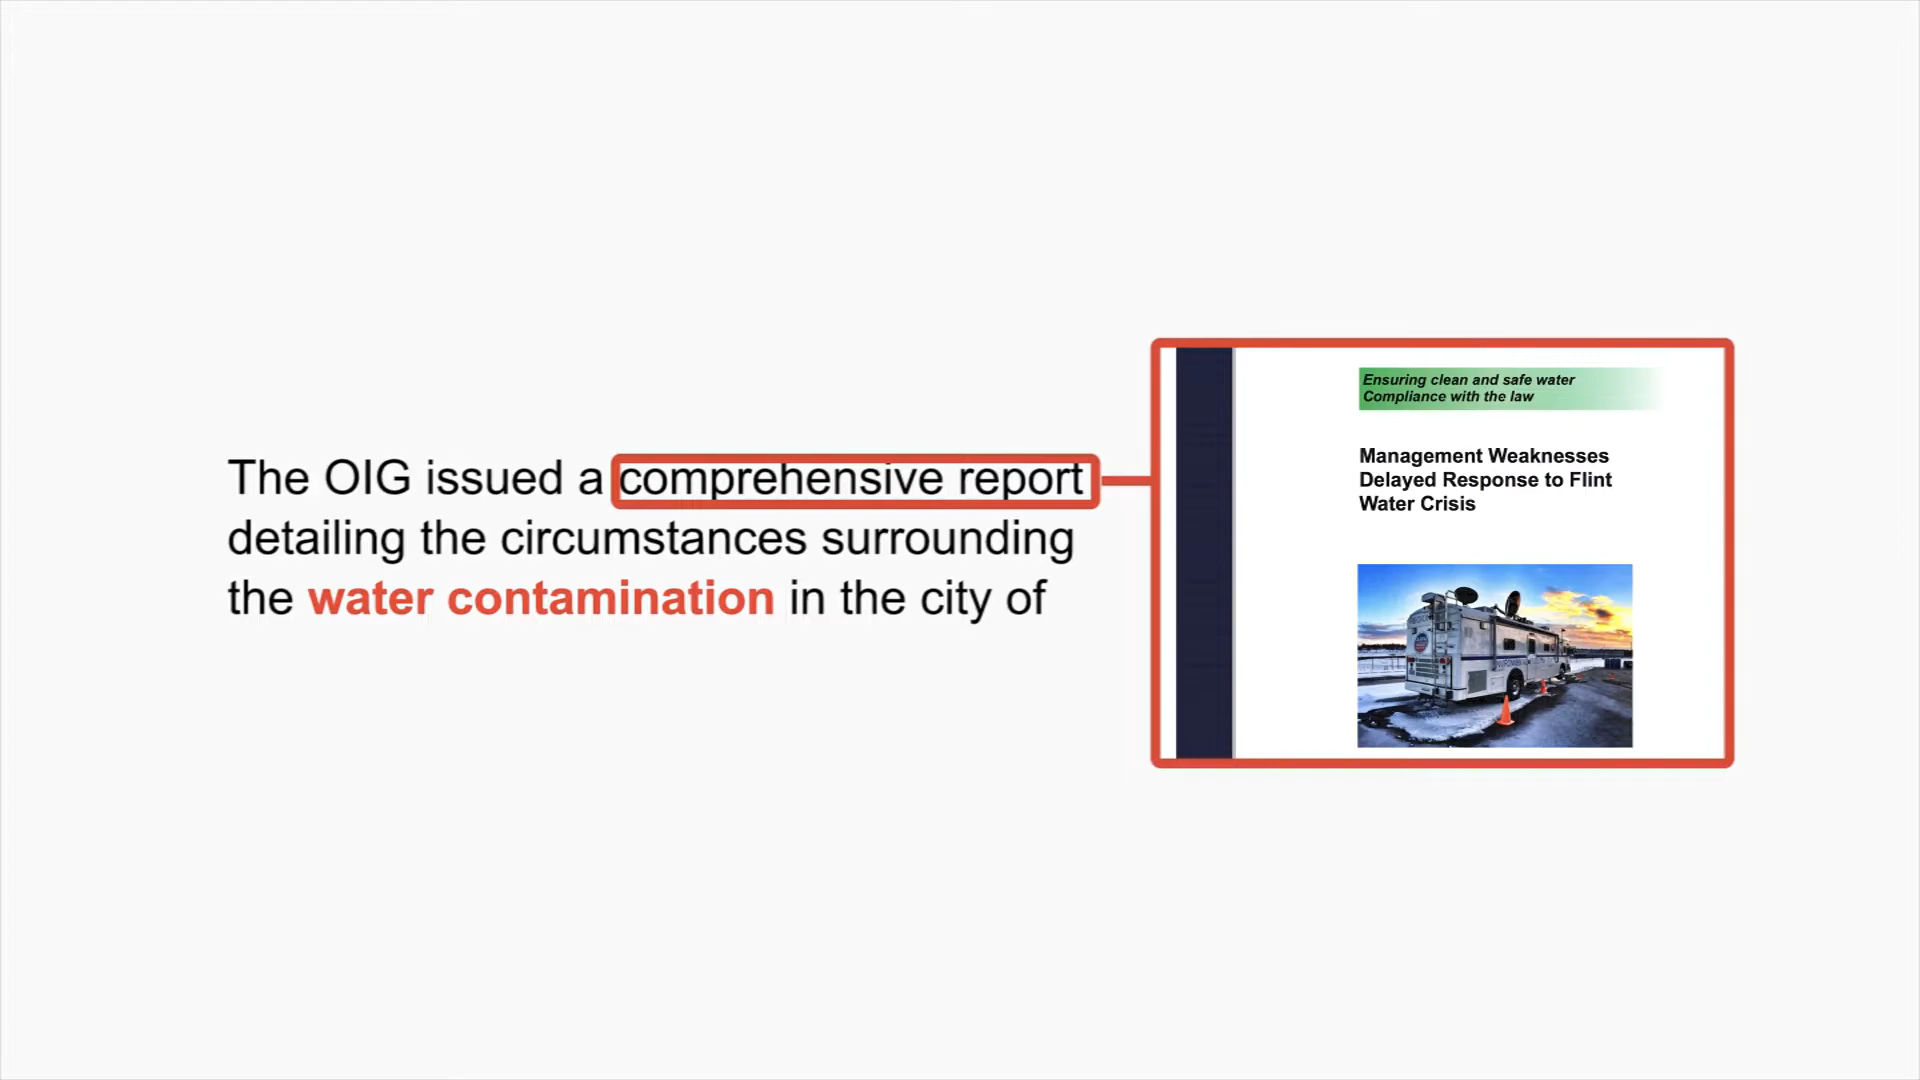 The OIG issued a comprehensive report
detailing the circumstances surrounding
the water contamination in the city of
Ensuring clean and safe water
Compliance with the law
Management Weaknesses
Delayed Response to Flint
Water Crisis